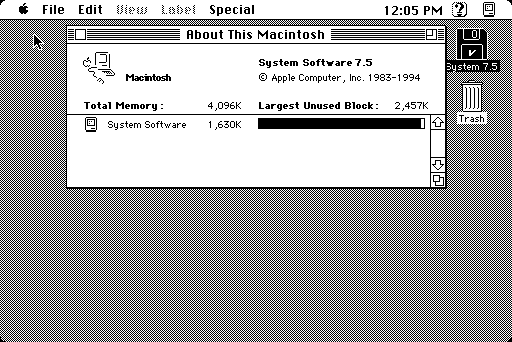 File Edit View Label Special 12:05 PM
About This Macintosh
System Software 7.5
Macintosh
© Apple Computer, Inc. 1983-1994
Total Memory: 4,096K Largest Unused Block: 2,457K
System Software 1,630K
System 7.5
Trash